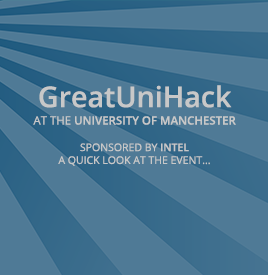 GreatUniHack
AT THE UNIVERSITY OF MANCHESTER
SPONSORED BY INTEL
A QUICK LOOK AT THE EVENT...